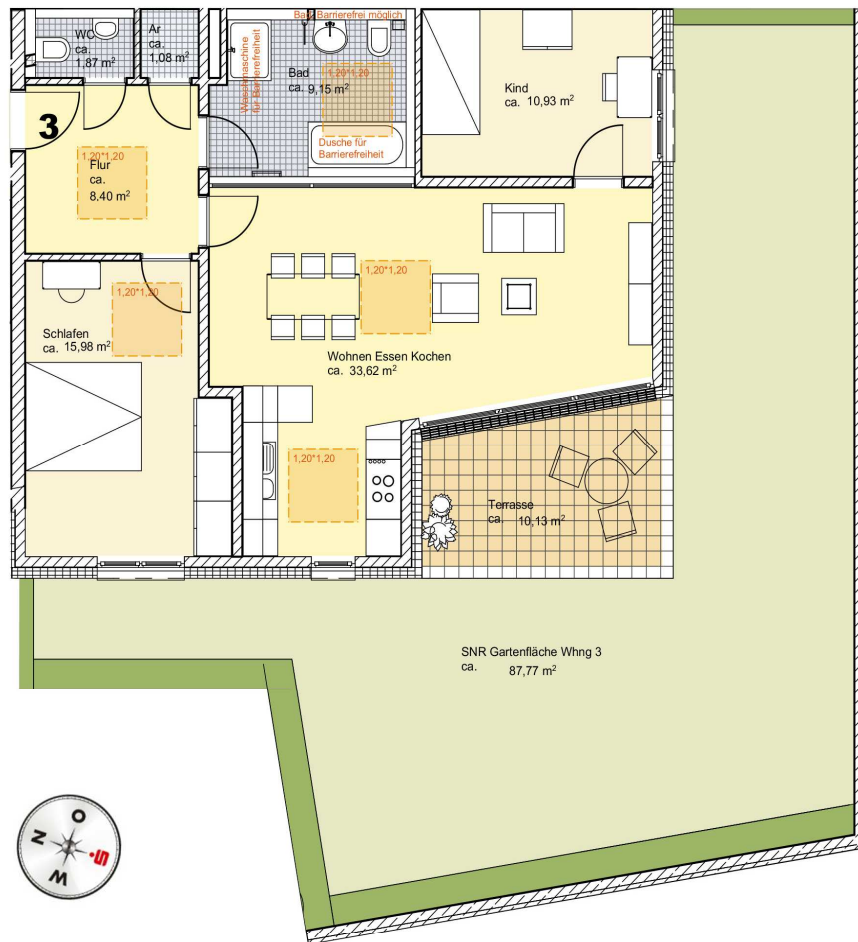 WC
ca.
1.87 m²
Ar
ca.
1,08 m²
Bad: Barrierefrei möglich
Waschmaschine
für Barrierefreiheit
Bad
ca. 9,15 m²
1,20*1,20
Dusche für
Barrierefreiheit
Kind
ca. 10,93 m²
3
1,20*1,20
Flur
ca.
8.40 m²
1,20*1,20
Schlafen
ca. 15,98 m²
1,20*1,20
Wohnen Essen Kochen
ca. 33,62 m²
1,20*1,20
Terrasse
ca. 10,13 m²
SNR Gartenfläche Whng 3
ca. 87,77 m²
O
N
S
W